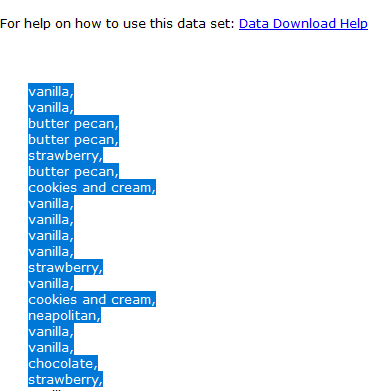 For help on how to use this data set: Data Download Help
vanilla,
vanilla,
butter pecan,
butter pecan,
strawberry,
butter pecan,
cookies and cream,
vanilla,
vanilla,
vanilla,
vanilla,
strawberry,
vanilla,
cookies and cream,
neapolitan,
vanilla,
vanilla,
chocolate,
strawberry,